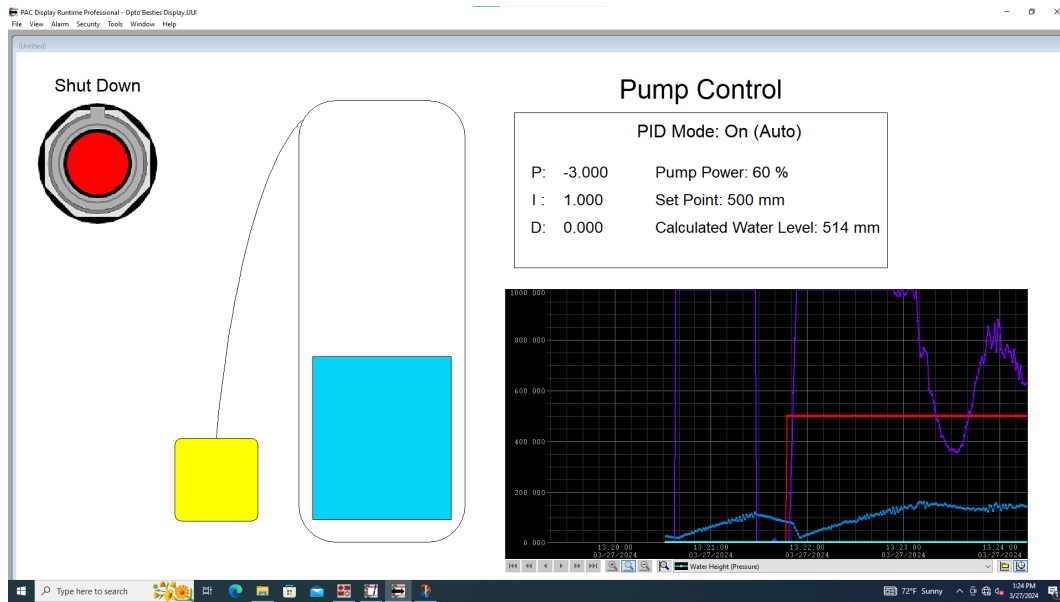 PAC Display Runtime Professional - Opto Besties Display.UUI
File View Alarm Security Tools Window Help
(Untitled)
Shut Down
Pump Control
PID Mode: On (Auto)
P: -3.000 Pump Power: 60 %
I : 1.000 Set Point: 500 mm
D: 0.000 Calculated Water Level: 514 mm
1000.000
800.000
600.000
400.000
200.000
0.000
13:20:00 13:21:00 13:22:00 13:23:00 13:24:00
03/27/2024 03/27/2024 03/27/2024 03/27/2024 03/27/2024
Water Height (Pressure)
Type here to search
72°F Sunny
1:24 PM
3/27/2024